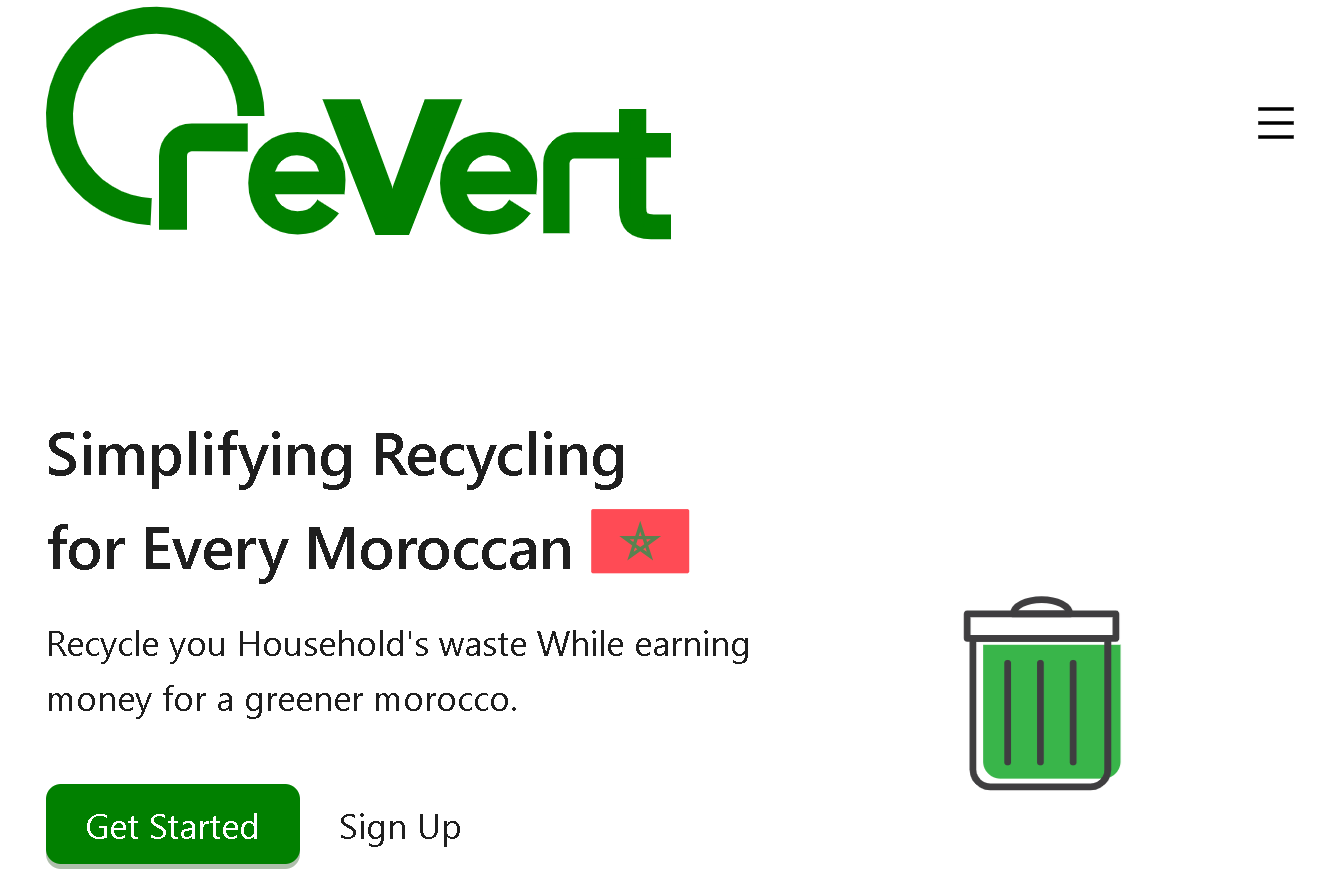 reVert
Simplifying Recycling
for Every Moroccan
Recycle you Household's waste While earning
money for a greener morocco.
Get Started
Sign Up